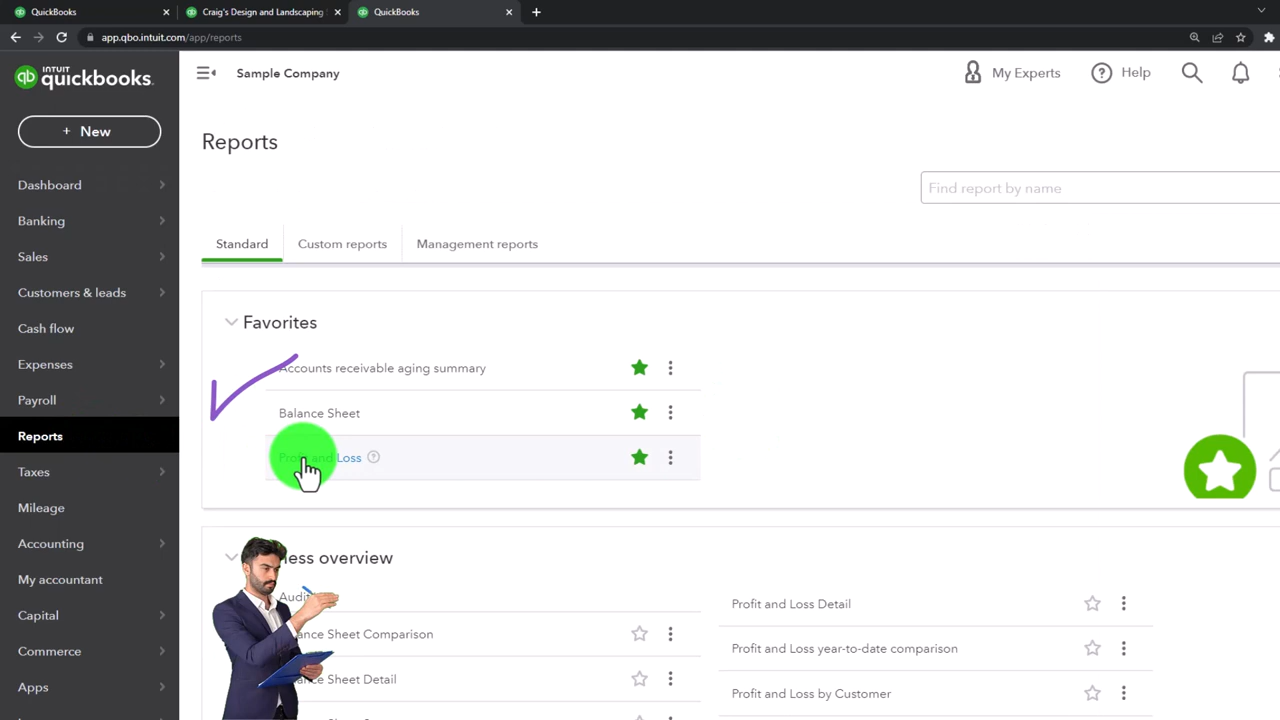 QuickBooks
Craig's Design and Landscaping
QuickBooks
app.qbo.intuit.com/app/reports
INTUIT
quickbooks
Sample Company
My Experts
Help
+ New
Reports
Find report by name
Dashboard
Banking
Sales
Customers & leads
Cash flow
Expenses
Payroll
Reports
Taxes
Mileage
Accounting
My accountant
Capital
Commerce
Apps
Standard
Custom reports
Management reports
Favorites
Accounts receivable aging summary
Balance Sheet
Profit and Loss
ness overview
Audi
ance Sheet Comparison
ance Sheet Detail
Profit and Loss Detail
Profit and Loss year-to-date comparison
Profit and Loss by Customer